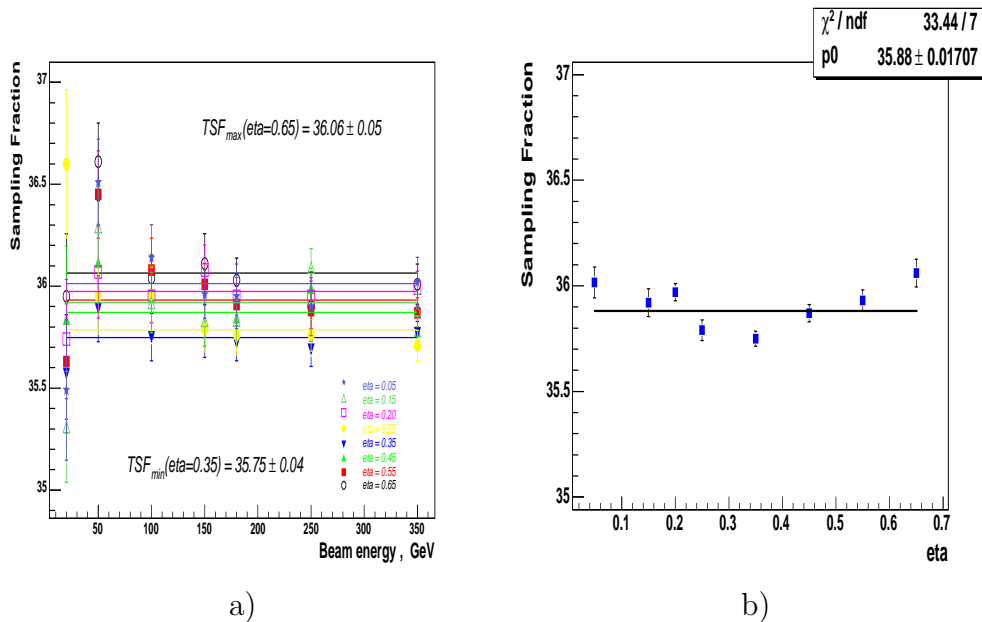 37
36.5
36
35.5
35
Sampling Fraction
TSFmax(eta=0.65) = 36.06 ± 0.05
TSFmin(eta=0.35) = 35.75 ± 0.04
eta = 0.05
eta = 0.15
eta = 0.20
eta = 0.25
eta = 0.35
eta = 0.45
eta = 0.55
eta = 0.65
50 100 150 200 250 300 350
Beam energy , GeV
a)
χ² / ndf 33.44 / 7
p0 35.88 ± 0.01707
37
36.5
36
35.5
35
Sampling Fraction
0.1 0.2 0.3 0.4 0.5 0.6 0.7
eta
b)